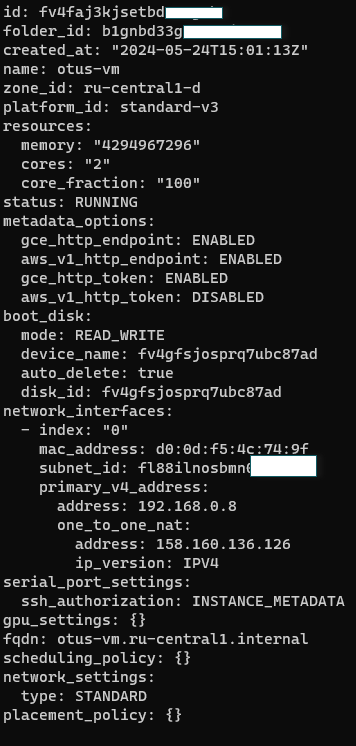 id: fv4faj3kjsetbd
folder_id: b1gnbd33g
created_at: "2024-05-24T15:01:13Z"
name: otus-vm
zone_id: ru-central1-d
platform_id: standard-v3
resources:
  memory: "4294967296"
  cores: "2"
  core_fraction: "100"
status: RUNNING
metadata_options:
  gce_http_endpoint: ENABLED
  aws_v1_http_endpoint: ENABLED
  gce_http_token: ENABLED
  aws_v1_http_token: DISABLED
boot_disk:
  mode: READ_WRITE
  device_name: fv4gfsjosprq7ubc87ad
  auto_delete: true
  disk_id: fv4gfsjosprq7ubc87ad
network_interfaces:
  - index: "0"
    mac_address: d0:0d:f5:4c:74:9f
    subnet_id: fl88ilnosbmn
    primary_v4_address:
      address: 192.168.0.8
      one_to_one_nat:
        address: 158.160.136.126
        ip_version: IPV4
serial_port_settings:
  ssh_authorization: INSTANCE_METADATA
gpu_settings: {}
fqdn: otus-vm.ru-central1.internal
scheduling_policy: {}
network_settings:
  type: STANDARD
placement_policy: {}